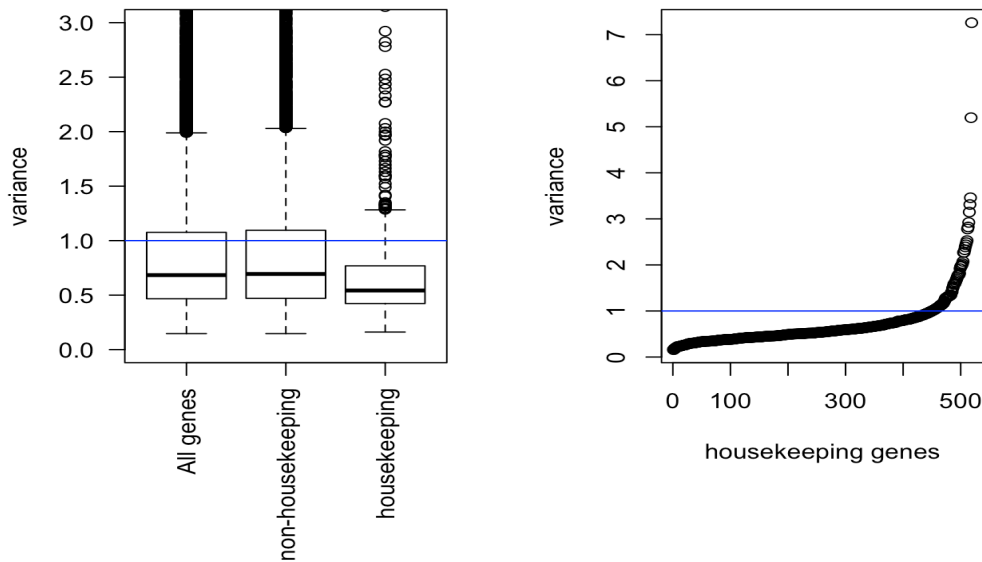 variance
3.0
2.5
2.0
1.5
1.0
0.5
0.0
All genes
non-housekeeping
housekeeping
variance
7
6
5
4
3
2
1
0
0 100 300 500
housekeeping genes